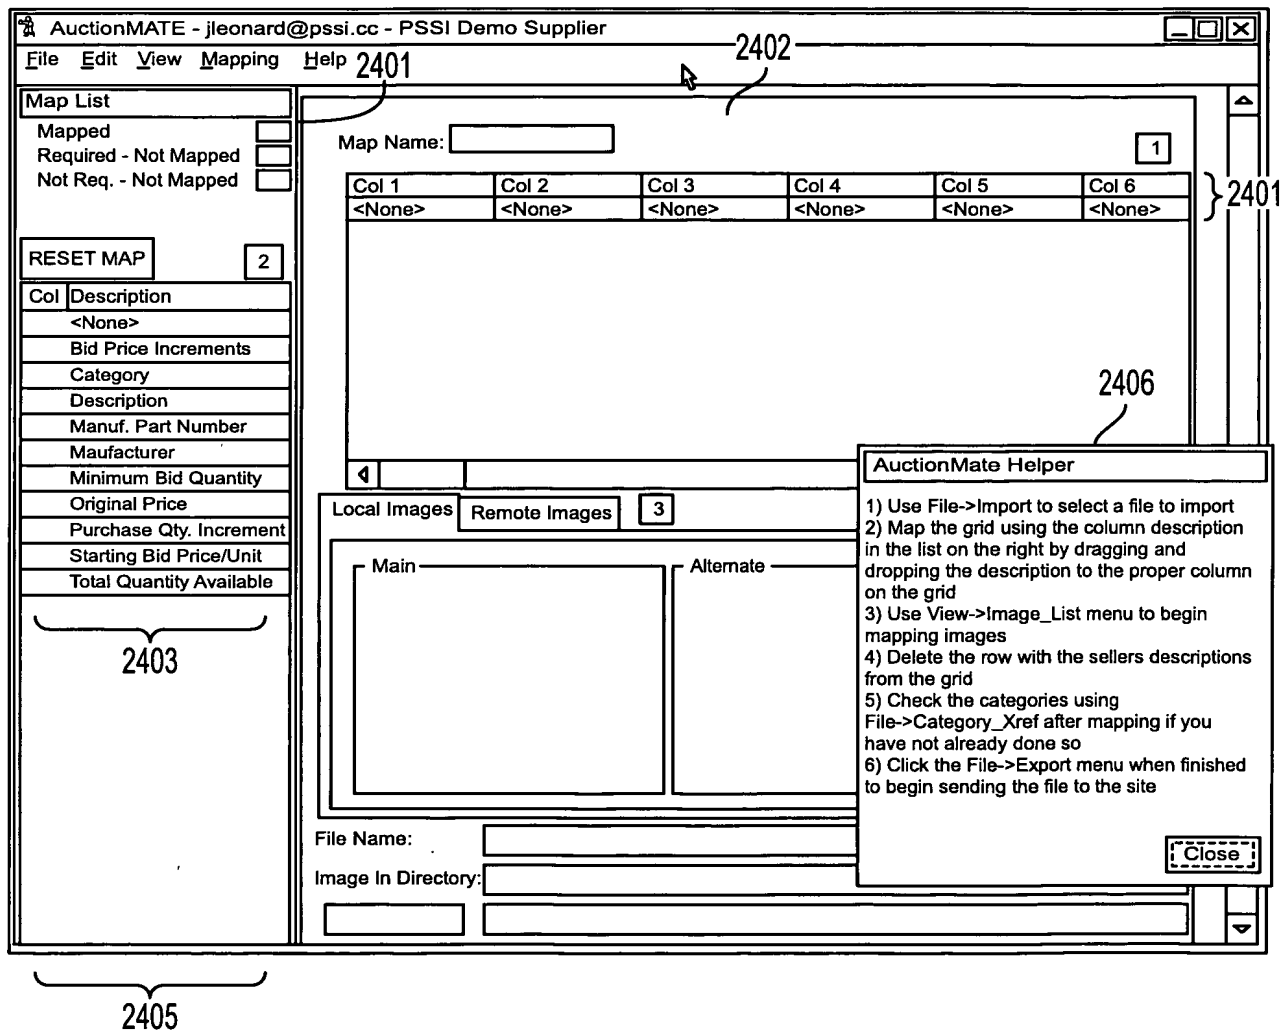 AuctionMATE - jleonard@pssi.cc - PSSI Demo Supplier
File Edit View Mapping Help
2401
2402
Map List
Mapped
Required - Not Mapped
Not Req. - Not Mapped
RESET MAP
2
Col Description
<None>
Bid Price Increments
Category
Description
Manuf. Part Number
Maufacturer
Minimum Bid Quantity
Original Price
Purchase Qty. Increment
Starting Bid Price/Unit
Total Quantity Available
2403
2405
Map Name:
1
Col 1 Col 2 Col 3 Col 4 Col 5 Col 6
<None> <None> <None> <None> <None> <None>
2401
Local Images Remote Images 3
Main Alternate
File Name:
Image In Directory:
2406
AuctionMate Helper
1) Use File->Import to select a file to import
2) Map the grid using the column description
in the list on the right by dragging and
dropping the description to the proper column
on the grid
3) Use View->Image_List menu to begin
mapping images
4) Delete the row with the sellers descriptions
from the grid
5) Check the categories using
File->Category_Xref after mapping if you
have not already done so
6) Click the File->Export menu when finished
to begin sending the file to the site
Close